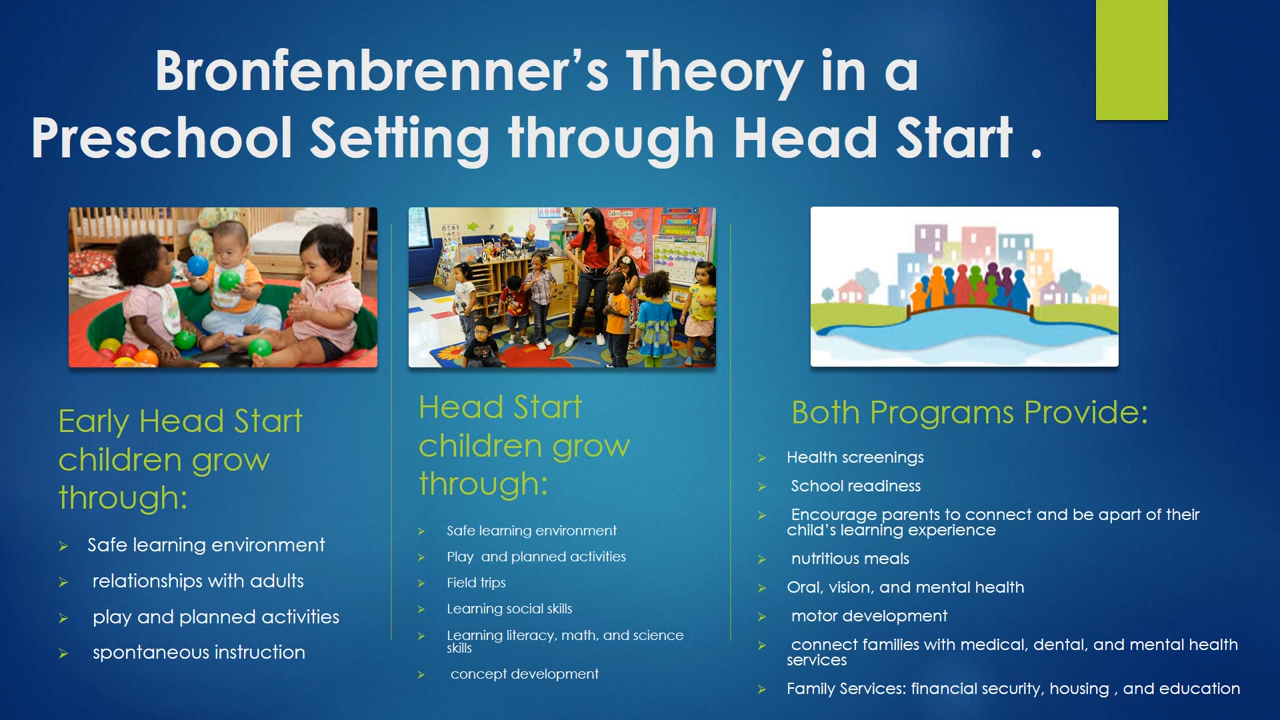 Bronfenbrenner’s Theory in a
Preschool Setting through Head Start .
Early Head Start
children grow
through:
Safe learning environment
relationships with adults
play and planned activities
spontaneous instruction
Head Start
children grow
through:
Safe learning environment
Play and planned activities
Field trips
Learning social skills
Learning literacy, math, and science
skills
concept development
Both Programs Provide:
Health screenings
School readiness
Encourage parents to connect and be apart of their
child’s learning experience
nutritious meals
Oral, vision, and mental health
motor development
connect families with medical, dental, and mental health
services
Family Services: financial security, housing , and education